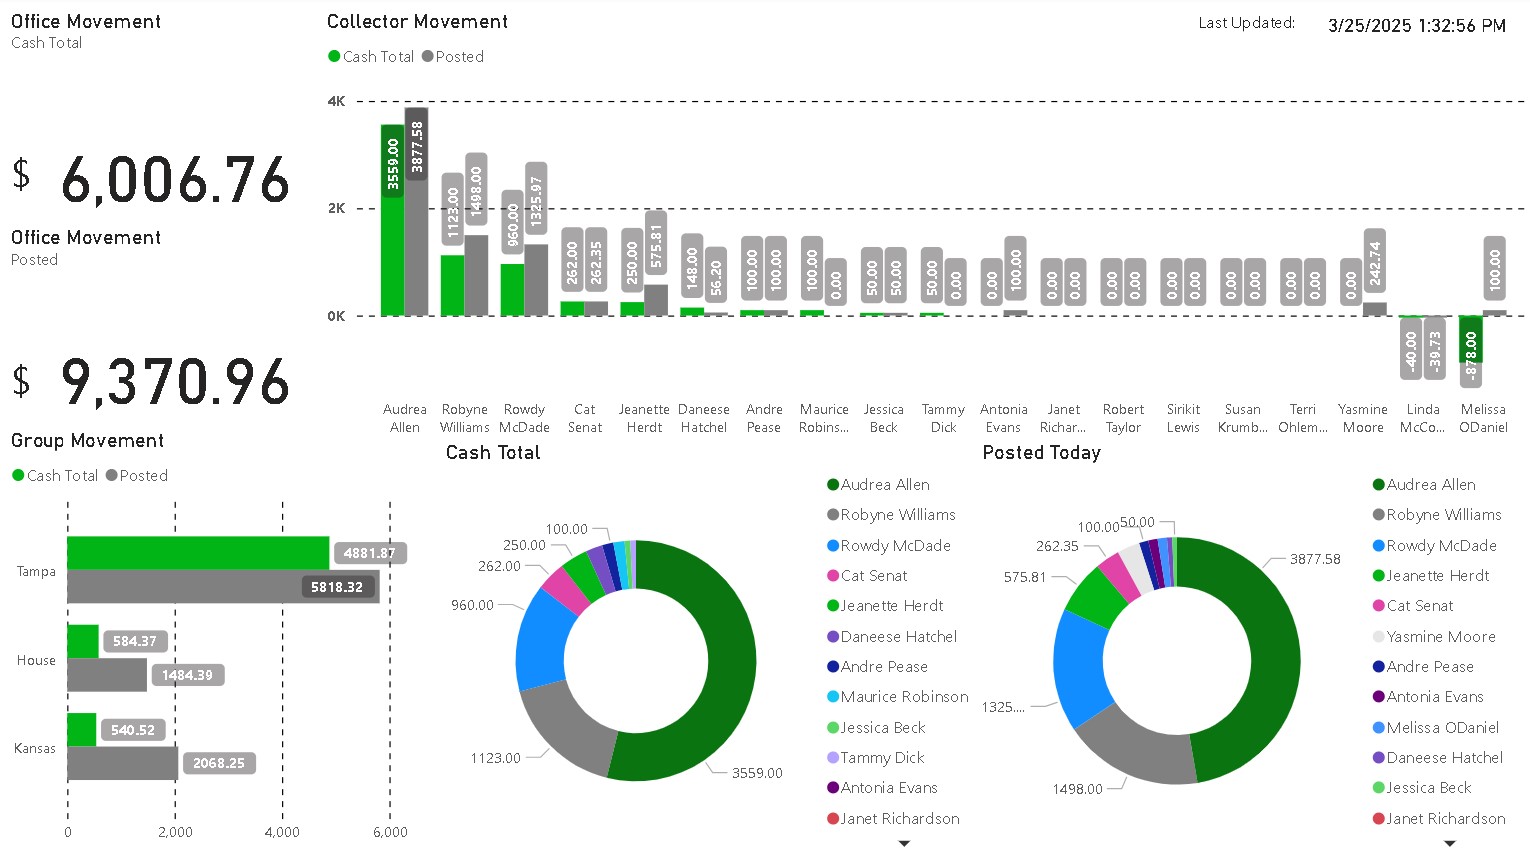 Office Movement
Cash Total
$ 6,006.76
Office Movement
Posted
$ 9,370.96
Collector Movement
Cash Total Posted
Last Updated: 3/25/2025 1:32:56 PM
4K
2K
0K
3559.00 3877.58
1123.00 1498.00
960.00 1325.97
262.00 262.35
250.00 575.81
148.00 56.20
100.00 100.00
100.00 0.00
50.00 50.00
50.00 0.00
0.00 100.00
0.00 0.00
0.00 0.00
0.00 0.00
0.00 0.00
0.00 0.00
0.00 242.74
-40.00 -39.73
-878.00 100.00
Audrea Allen
Robyne Williams
Rowdy McDade
Cat Senat
Jeanette Herdt
Daneese Hatchel
Andre Pease
Maurice Robins...
Jessica Beck
Tammy Dick
Antonia Evans
Janet Richar...
Robert Taylor
Sirikit Lewis
Susan Krumb...
Terri Ohlem...
Yasmine Moore
Linda McCo...
Melissa ODaniel
Group Movement
Cash Total Posted
Tampa
4881.87
5818.32
House
584.37
1484.39
Kansas
540.52
2068.25
0 2,000 4,000 6,000
Cash Total
100.00
250.00
262.00
960.00
1123.00
3559.00
Audrea Allen
Robyne Williams
Rowdy McDade
Cat Senat
Jeanette Herdt
Daneese Hatchel
Andre Pease
Maurice Robinson
Jessica Beck
Tammy Dick
Antonia Evans
Janet Richardson
Posted Today
100.00 50.00
262.35
575.81
1325....
1498.00
3877.58
Audrea Allen
Robyne Williams
Rowdy McDade
Jeanette Herdt
Cat Senat
Yasmine Moore
Andre Pease
Antonia Evans
Melissa ODaniel
Daneese Hatchel
Jessica Beck
Janet Richardson